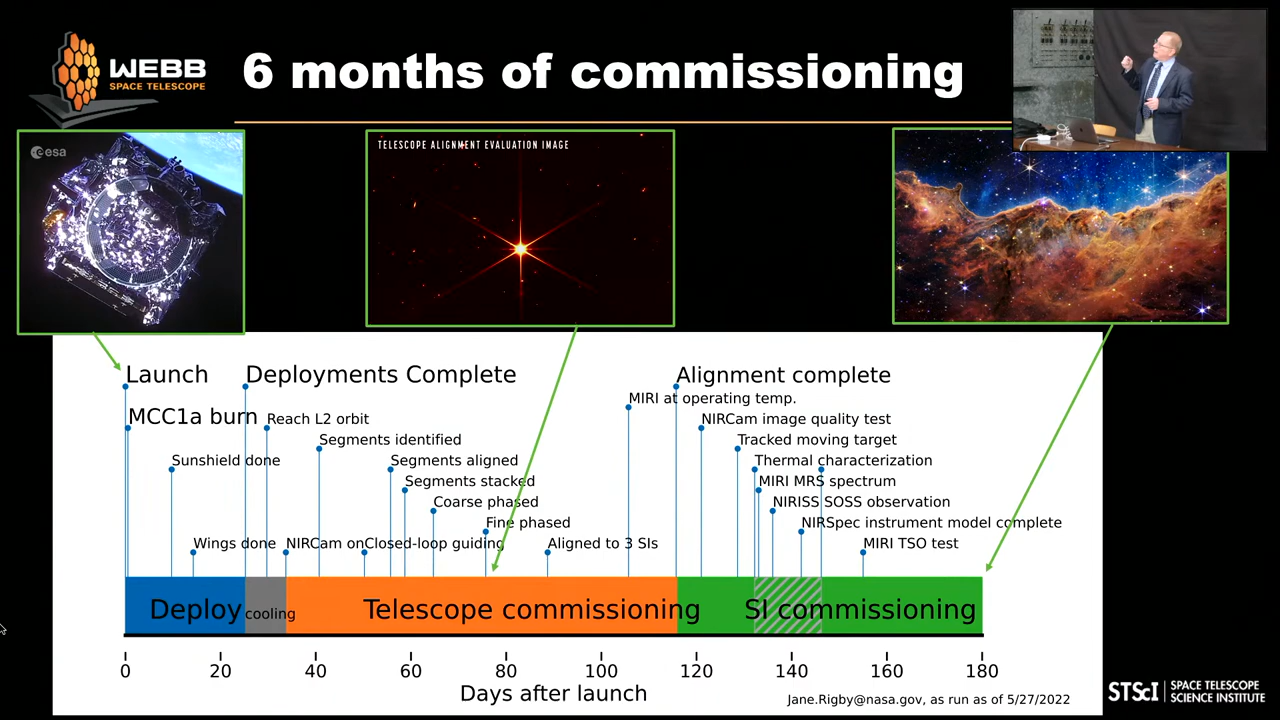 WEBB
SPACE TELESCOPE
6 months of commissioning
esa
TELESCOPE ALIGNMENT EVALUATION IMAGE
Launch
Deployments Complete
Alignment complete
MIRI at operating temp.
MCC1a burn
Reach L2 orbit
NIRCam image quality test
Segments identified
Tracked moving target
Sunshield done
Segments aligned
Thermal characterization
Segments stacked
MIRI MRS spectrum
Coarse phased
NIRISS SOSS observation
Fine phased
NIRSpec instrument model complete
Wings done
NIRCam on
Closed-loop guiding
Aligned to 3 SIs
MIRI TSO test
Deploy
cooling
Telescope commissioning
SI commissioning
0 20 40 60 80 100 120 140 160 180
Days after launch
Jane.Rigby@nasa.gov, as run as of 5/27/2022
STScI
SPACE TELESCOPE
SCIENCE INSTITUTE